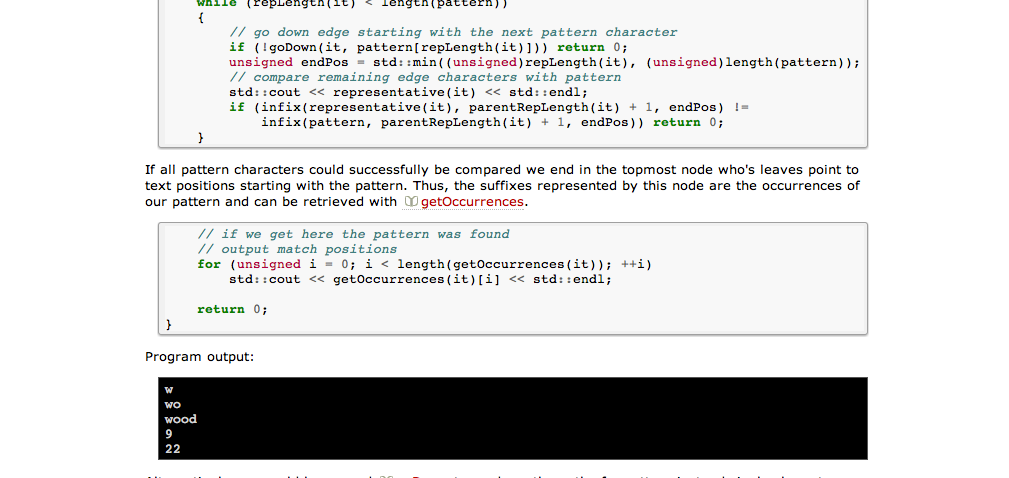 while (repLength(it) < length(pattern))
{
// go down edge starting with the next pattern character
if (!goDown(it, pattern[repLength(it)])) return 0;
unsigned endPos = std::min((unsigned)repLength(it), (unsigned)length(pattern));
// compare remaining edge characters with pattern
std::cout << representative(it) << std::endl;
if (infix(representative(it), parentRepLength(it) + 1, endPos) !=
infix(pattern, parentRepLength(it) + 1, endPos)) return 0;
}
If all pattern characters could successfully be compared we end in the topmost node who's leaves point to
text positions starting with the pattern. Thus, the suffixes represented by this node are the occurrences of
our pattern and can be retrieved with getOccurrences.
// if we get here the pattern was found
// output match positions
for (unsigned i = 0; i < length(getOccurrences(it)); ++i)
std::cout << getOccurrences(it)[i] << std::endl;
return 0;
}
Program output:
w
wo
wood
9
22